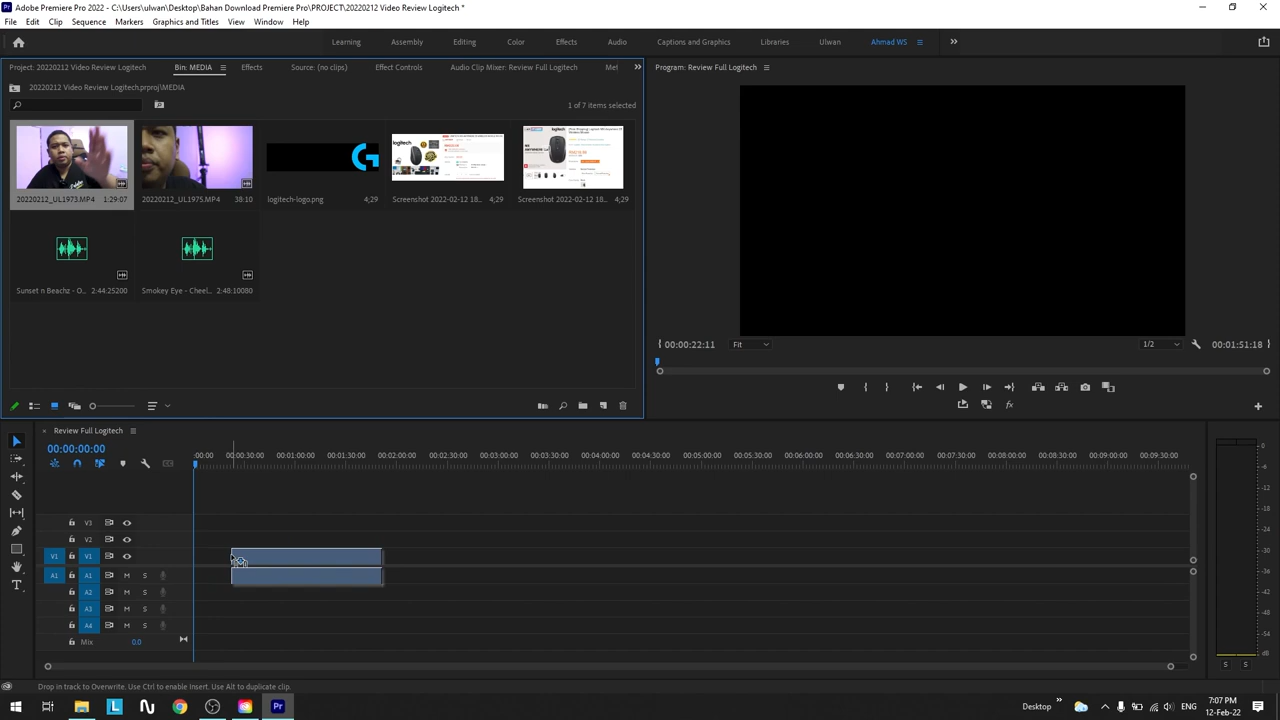 Adobe Premiere Pro 2022 - C:\Users\ulwan\Desktop\Bahan Download Premiere Pro\PROJECT\20220212 Video Review Logitech *
File Edit Clip Sequence Markers Graphics and Titles View Window Help
Learning Assembly Editing Color Effects Audio Captions and Graphics Libraries Ulwan Ahmad WS
Project: 20220212 Video Review Logitech Bin: MEDIA Effects Source: (no clips) Effect Controls Audio Clip Mixer: Review Full Logitech Met
Program: Review Full Logitech
20220212 Video Review Logitech.prproj\MEDIA
1 of 7 items selected
20220212_UL1973.MP4 1:29:07 20220212_UL1975.MP4 38:10 logitech-logo.png 4;29 Screenshot 2022-02-12 18... 4;29 Screenshot 2022-02-12 18... 4;29
Sunset n Beachz - O... 2:44:25200 Smokey Eye - Cheel... 2:48:10080
00:00:22:11 Fit 1/2 00:01:51:18
Review Full Logitech
00:00:00:00
:00:00 00:00:30:00 00:01:00:00 00:01:30:00 00:02:00:00 00:02:30:00 00:03:00:00 00:03:30:00 00:04:00:00 00:04:30:00 00:05:00:00 00:05:30:00 00:06:00:00 00:06:30:00 00:07:00:00 00:07:30:00 00:08:00:00 00:08:30:00 00:09:00:00 00:09:30:00
V3
V2
V1 V1
A1 A1 M S
A2 M S
A3 M S
A4 M S
Mix 0.0
0
-6
-12
-18
-24
-30
-36
-42
-48
-54
dB
S S
Drop in track to Overwrite. Use Ctrl to enable Insert. Use Alt to duplicate clip.
Desktop ENG 7:07 PM
12-Feb-22